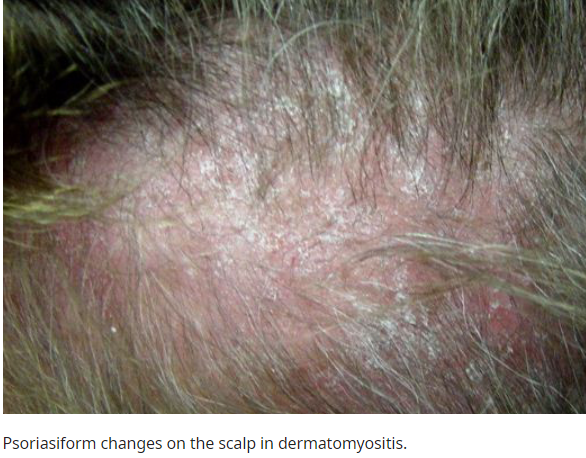 Psoriasiform changes on the scalp in dermatomyositis.